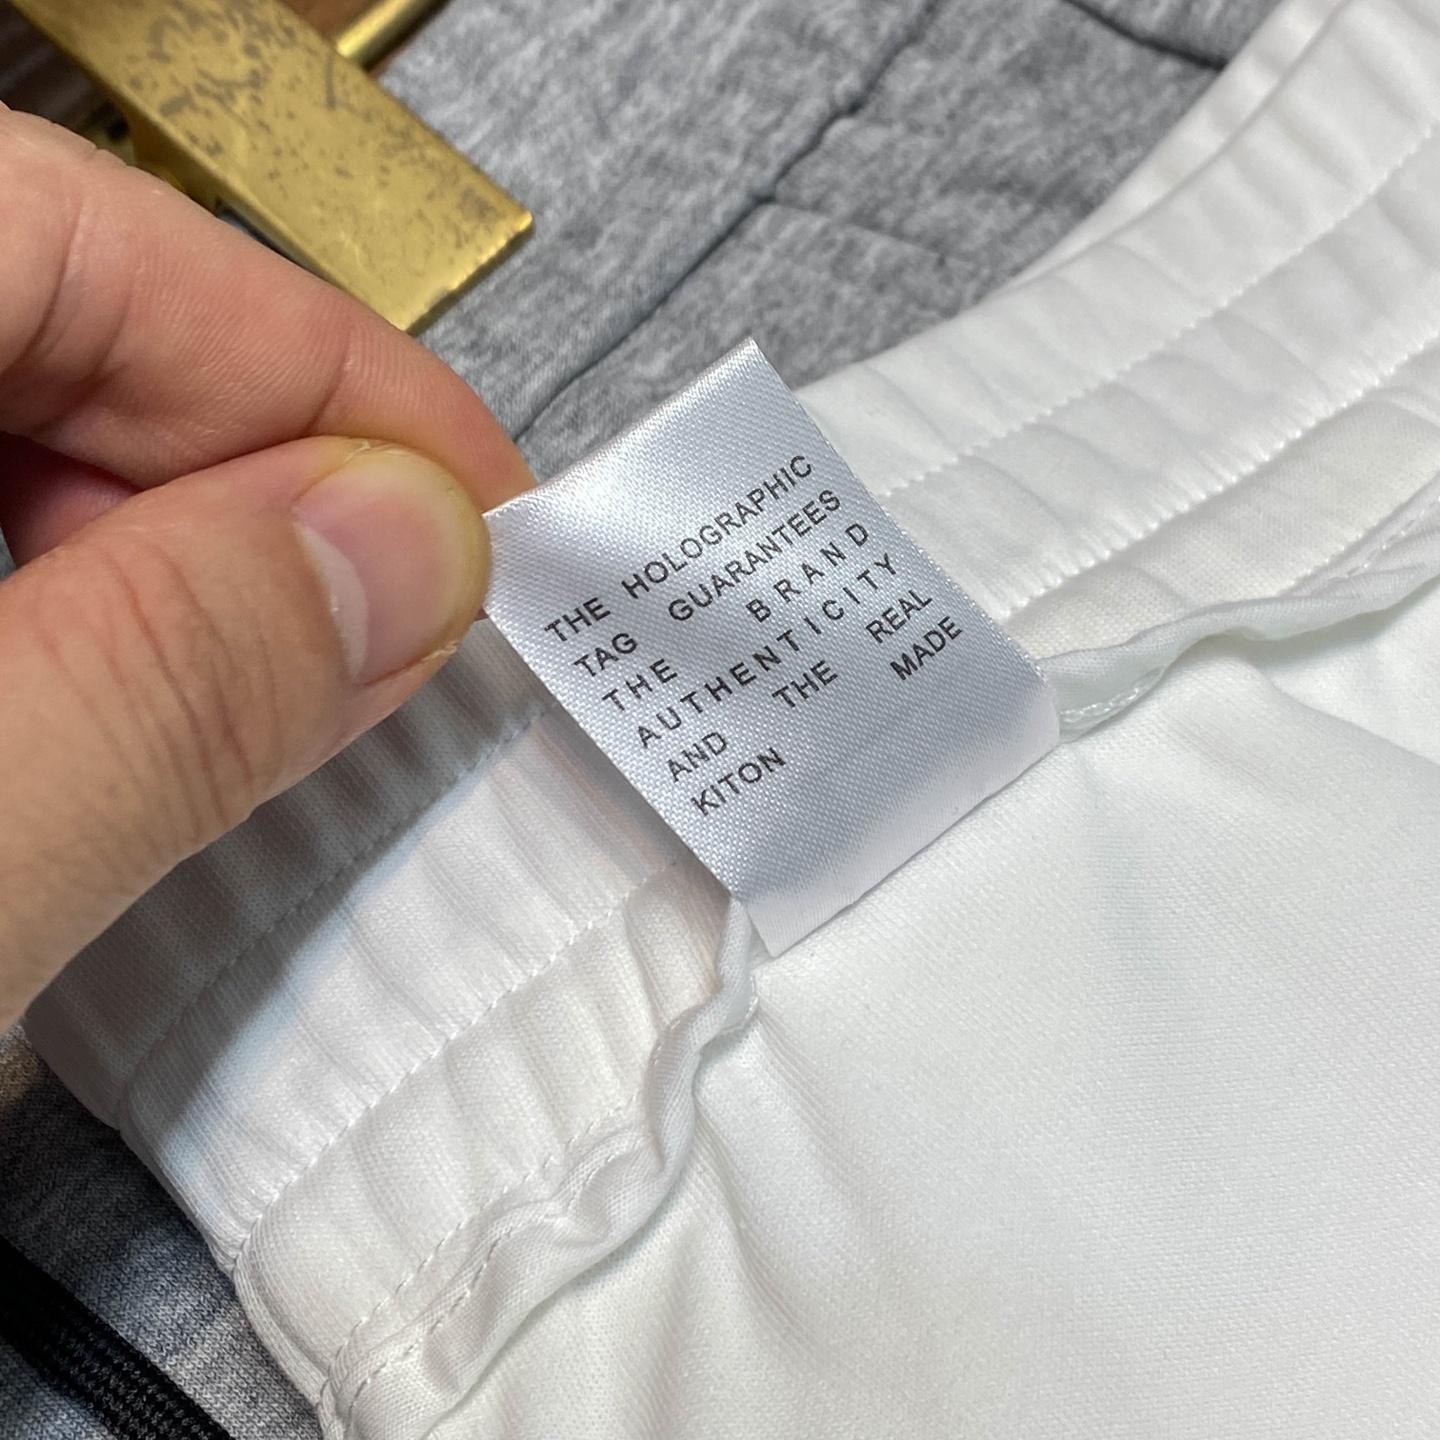 THE HOLOGRAPHIC
TAG GUARANTEES
THE BRAND
AUTHENTICITY
AND THE REAL
KITON MADE